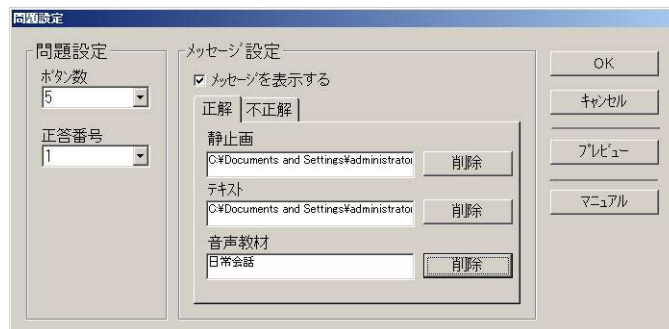 問題設定
問題設定
ボタン数
5
正答番号
1
メッセージ設定
メッセージを表示する
正解
不正解
静止画
C:¥Documents and Settings¥administrator
削除
テキスト
C:¥Documents and Settings¥administrator
削除
音声教材
日常会話
削除
OK
キャンセル
プレビュー
マニュアル